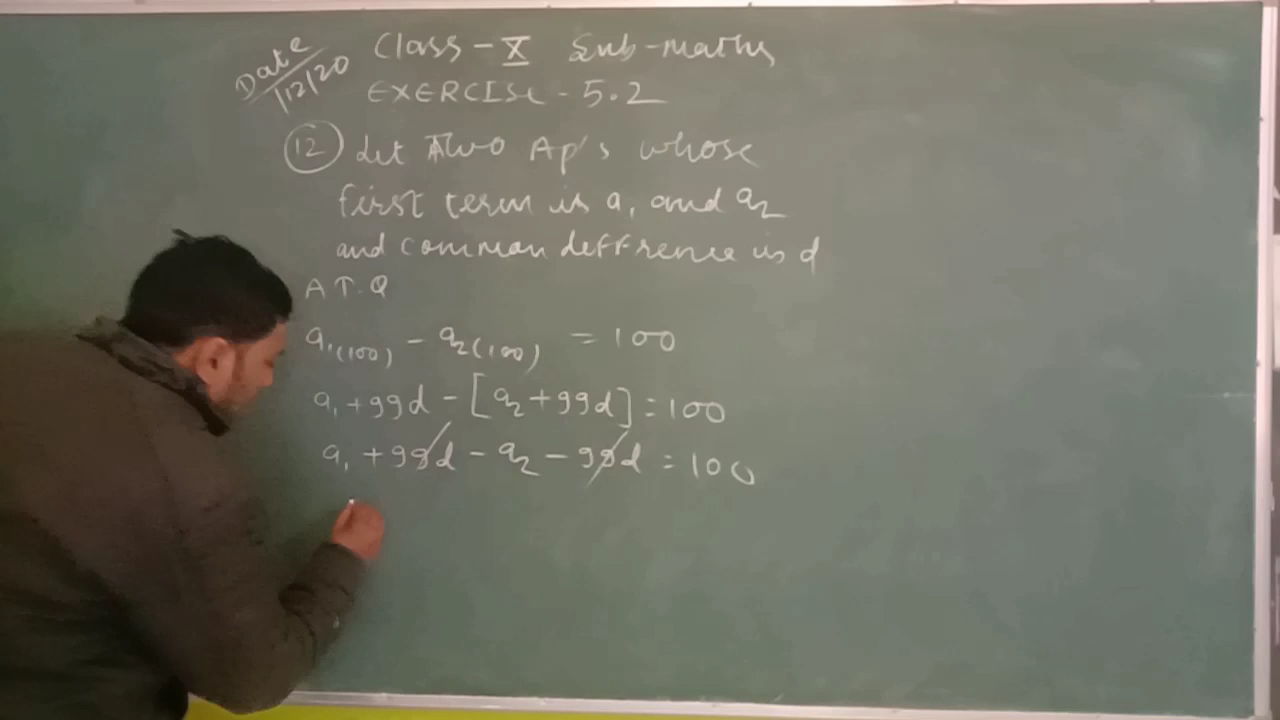 Date
/12/20
Class - X Sub - maths
EXERCISE - 5.2
12 Let Two Ap's whose
first term is a₁ and a₂
and common defference is d
A T. Q
a₁(100) - a₂(100) = 100
a₁ + 99d - [a₂ + 99d] = 100
a₁ + 99d - a₂ - 99d = 100